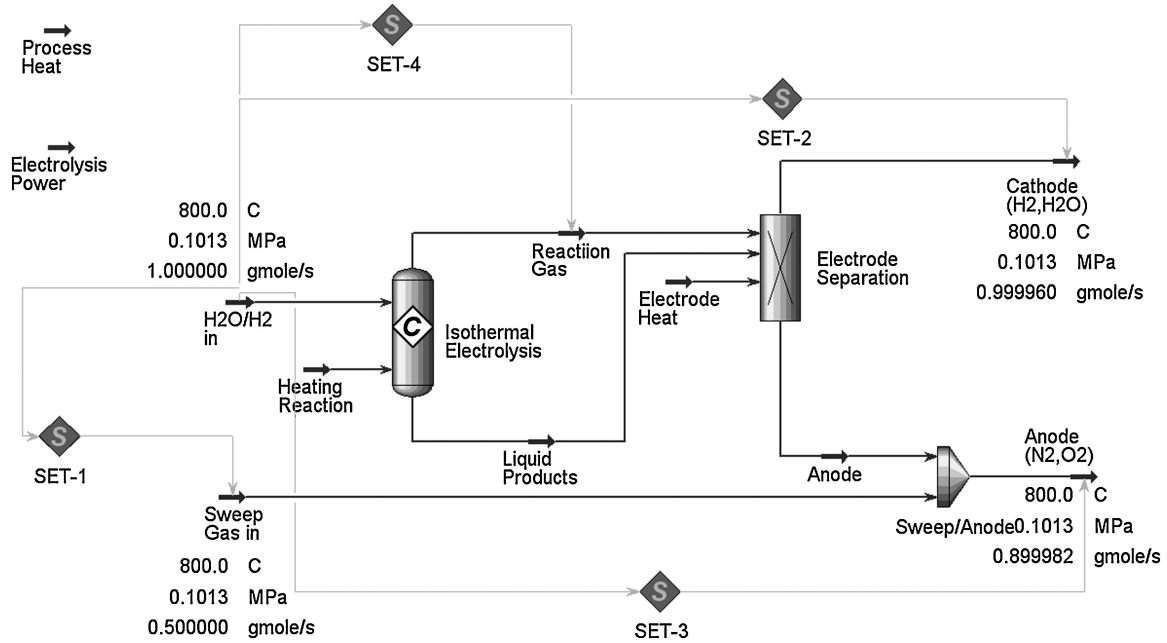 Process
Heat
S
SET-4
S
SET-2
Electrolysis
Power
Cathode
(H2,H2O)
800.0 C
0.1013 MPa
0.999960 gmole/s
800.0 C
0.1013 MPa
1.000000 gmole/s
H2O/H2
in
Reactiion
Gas
Electrode
Separation
Electrode
Heat
C
Isothermal
Electrolysis
Heating
Reaction
S
SET-1
Liquid
Products
Anode
Anode
(N2,O2)
800.0 C
Sweep/Anode
0.1013 MPa
0.899982 gmole/s
Sweep
Gas in
800.0 C
0.1013 MPa
0.500000 gmole/s
S
SET-3